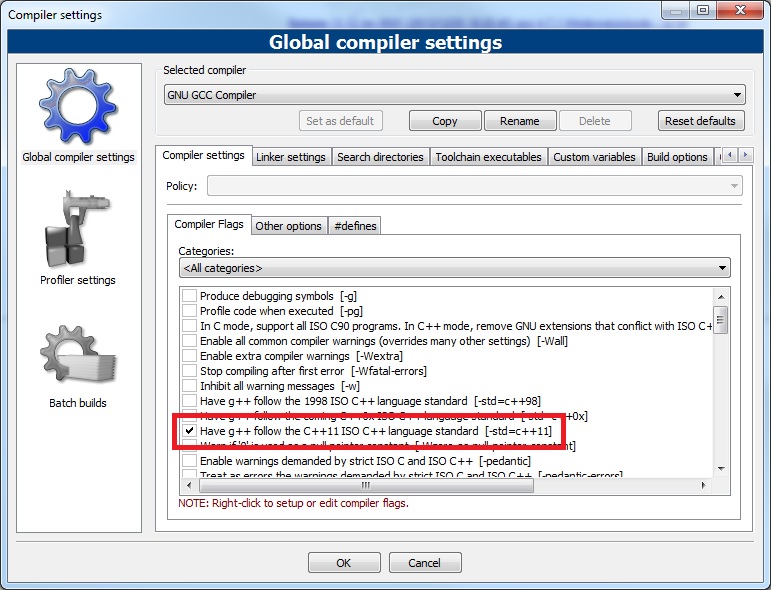 Compiler settings
Global compiler settings
Global compiler settings
Profiler settings
Batch builds
Selected compiler
GNU GCC Compiler
Set as default Copy Rename Delete Reset defaults
Compiler settings Linker settings Search directories Toolchain executables Custom variables Build options
Policy:
Compiler Flags Other options #defines
Categories:
<All categories>
Produce debugging symbols [-g]
Profile code when executed [-pg]
In C mode, support all ISO C90 programs. In C++ mode, remove GNU extensions that conflict with ISO C+
Enable all common compiler warnings (overrides many other settings) [-Wall]
Enable extra compiler warnings [-Wextra]
Stop compiling after first error [-Wfatal-errors]
Inhibit all warning messages [-w]
Have g++ follow the 1998 ISO C++ language standard [-std=c++98]
Have g++ follow the coming C++0x ISO C++ language standard [-std=c++0x]
Have g++ follow the C++11 ISO C++ language standard [-std=c++11]
Warn if '0' is used as a null pointer constant [-Wzero-as-null-pointer-constant]
Enable warnings demanded by strict ISO C and ISO C++ [-pedantic]
Treat as errors the warnings demanded by strict ISO C and ISO C++ [-pedantic-errors]
NOTE: Right-click to setup or edit compiler flags.
OK Cancel